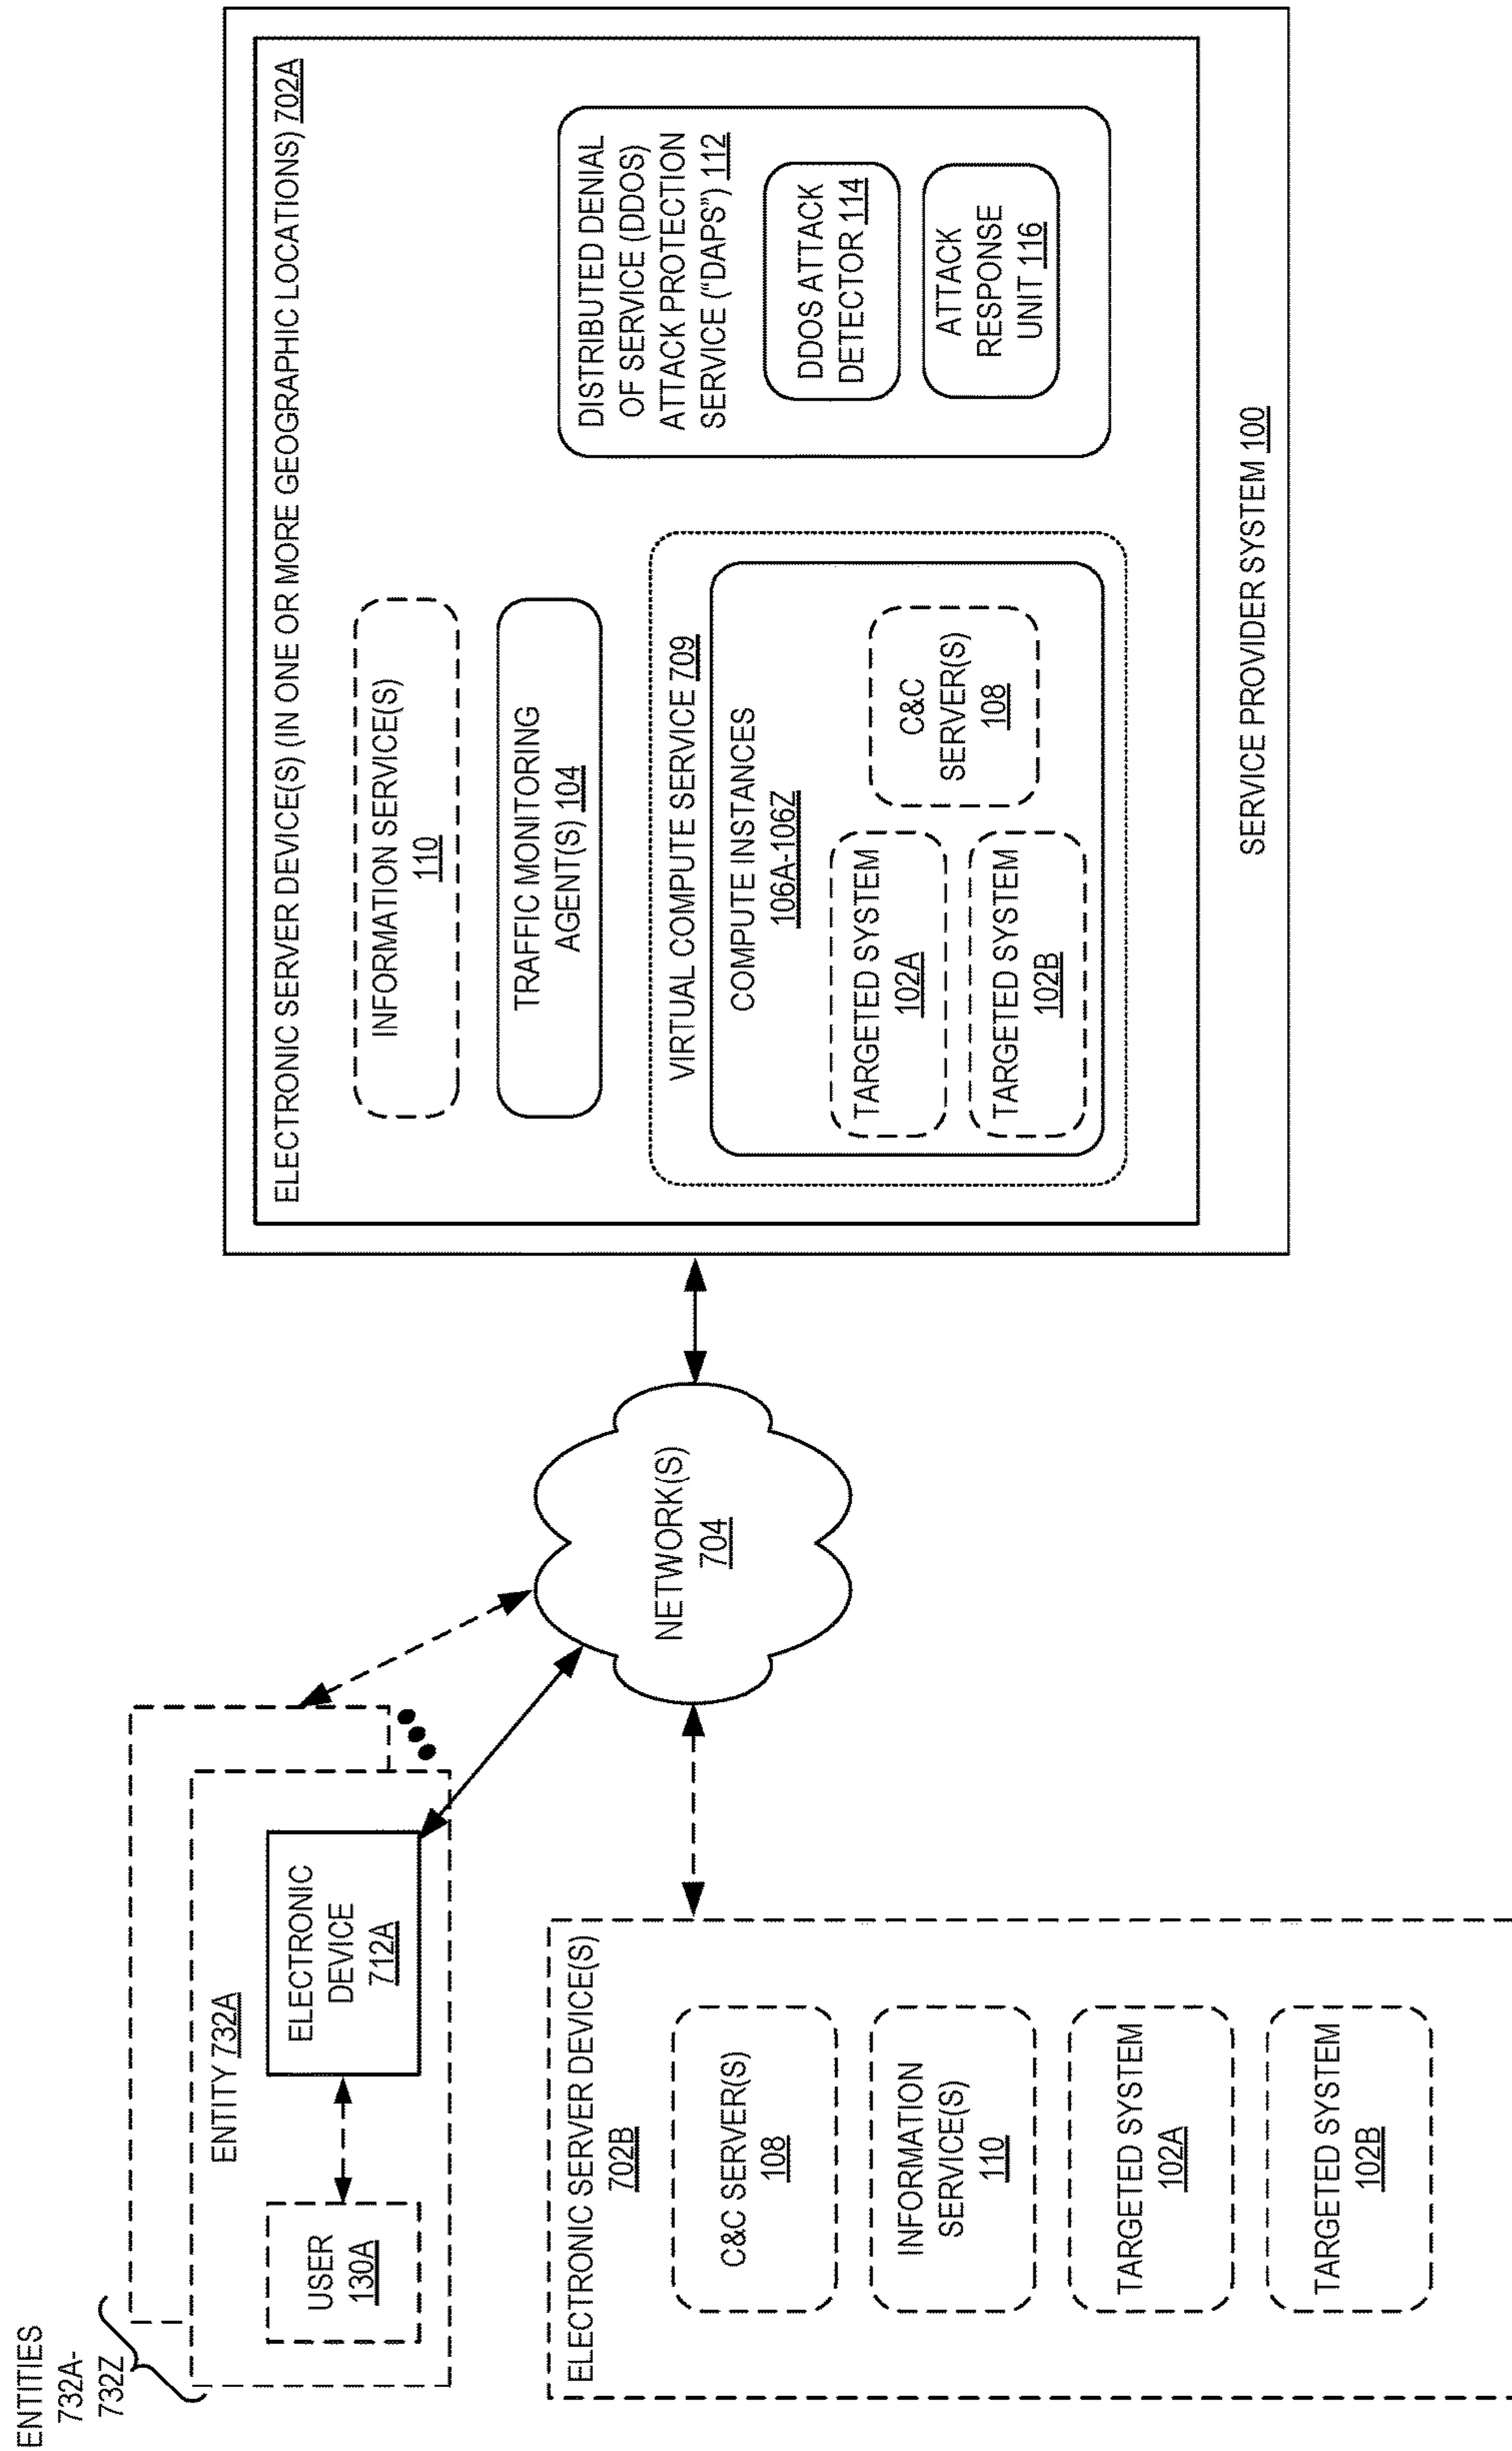 ENTITIES
732A-
732Z
ENTITY 732A
USER
130A
ELECTRONIC
DEVICE
712A
ELECTRONIC SERVER DEVICE(S)
702B
C&C SERVER(S)
108
INFORMATION
SERVICE(S)
110
TARGETED SYSTEM
102A
TARGETED SYSTEM
102B
NETWORK(S)
704
ELECTRONIC SERVER DEVICE(S) (IN ONE OR MORE GEOGRAPHIC LOCATIONS) 702A
INFORMATION SERVICE(S)
110
TRAFFIC MONITORING
AGENT(S) 104
VIRTUAL COMPUTE SERVICE 709
COMPUTE INSTANCES
106A-106Z
TARGETED SYSTEM
102A
TARGETED SYSTEM
102B
C&C
SERVER(S)
108
DISTRIBUTED DENIAL
OF SERVICE (DDOS)
ATTACK PROTECTION
SERVICE (“DAPS”) 112
DDOS ATTACK
DETECTOR 114
ATTACK
RESPONSE
UNIT 116
SERVICE PROVIDER SYSTEM 100